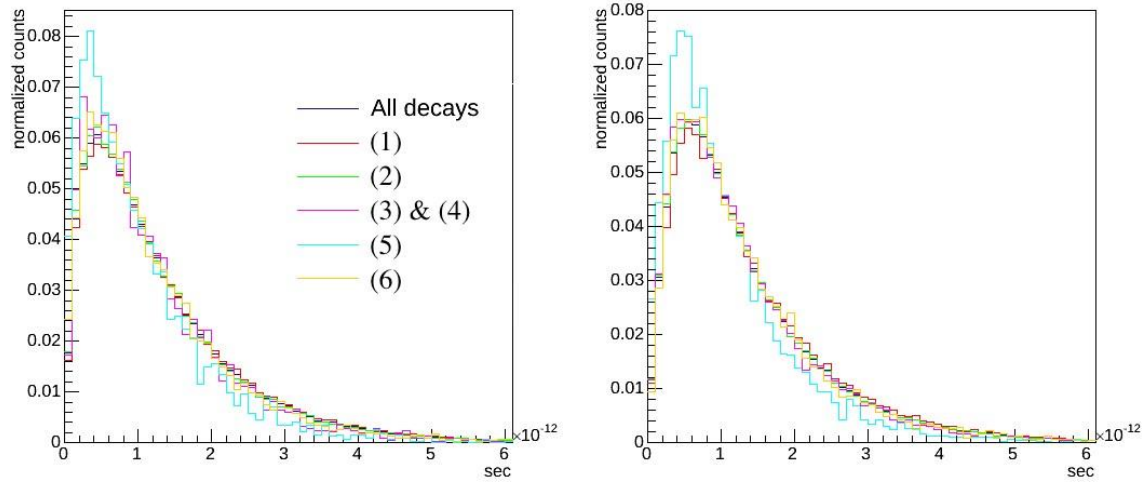 normalized counts
0.08
0.07
0.06
0.05
0.04
0.03
0.02
0.01
0
All decays
(1)
(2)
(3) & (4)
(5)
(6)
0 1 2 3 4 5 6 ×10-12
sec
normalized counts
0.08
0.07
0.06
0.05
0.04
0.03
0.02
0.01
0
0 1 2 3 4 5 6 ×10-12
sec